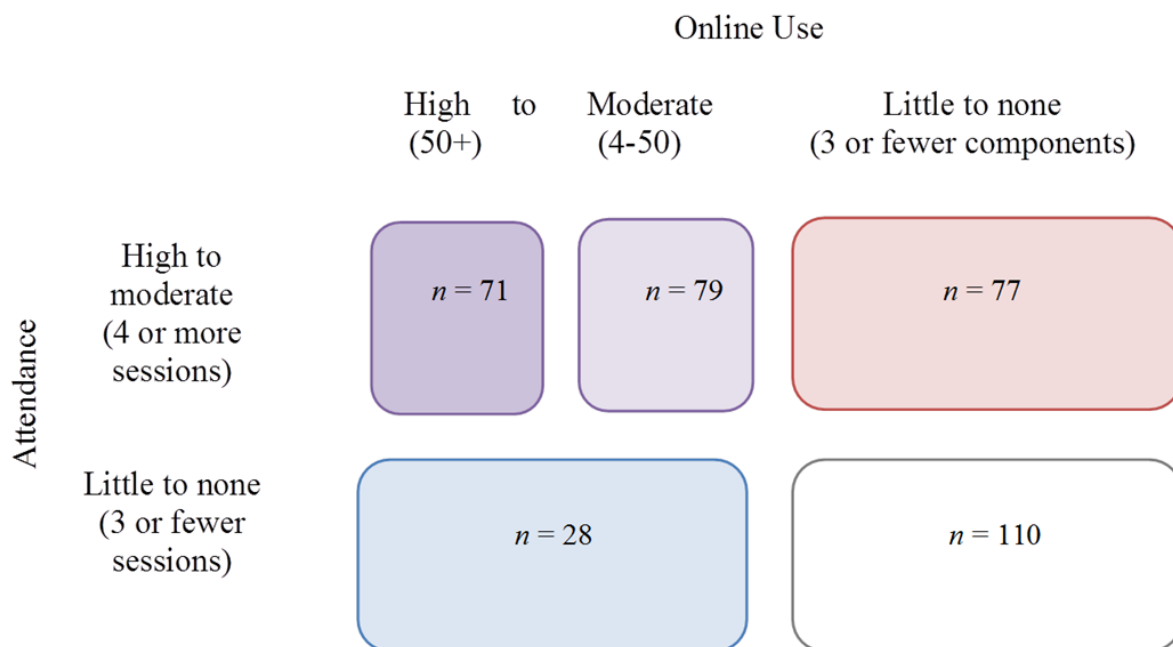 Online Use
High to Moderate
(50+) (4-50)
Little to none
(3 or fewer components)
Attendance
High to
moderate
(4 or more
sessions)
n = 71
n = 79
n = 77
Little to none
(3 or fewer
sessions)
n = 28
n = 110